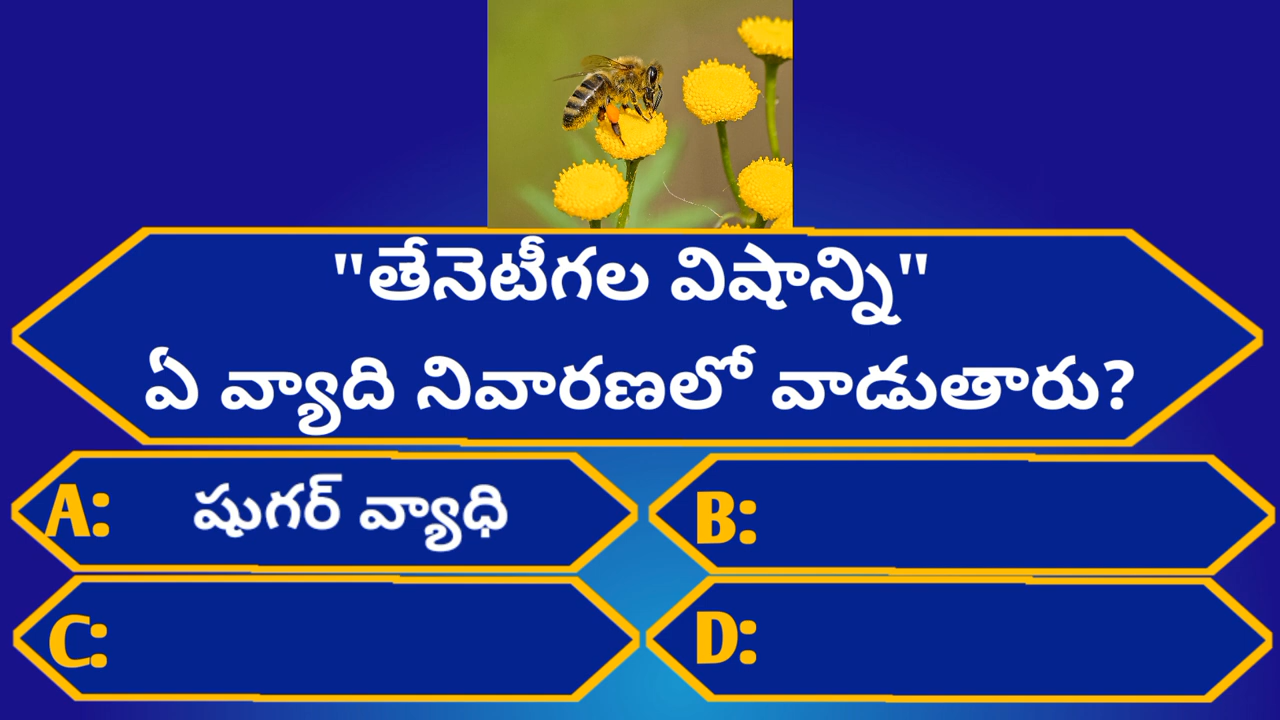 "తేనెటీగల విషాన్ని"
ఏ వ్యాది నివారణలో వాడుతారు?
A: షుగర్ వ్యాధి
B:
C:
D: